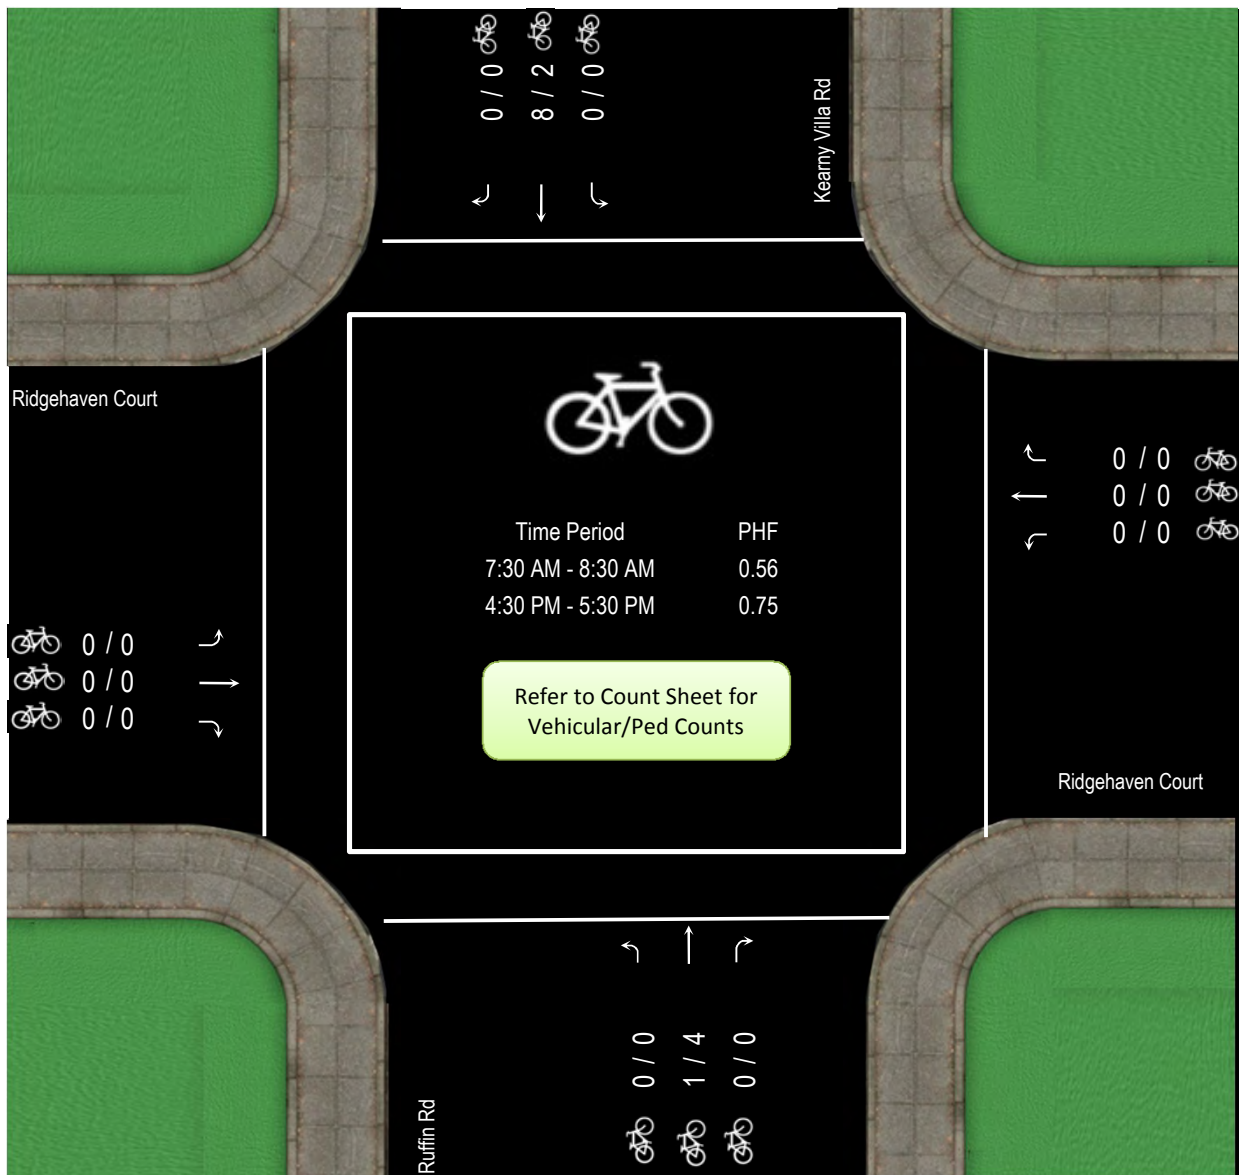 0 / 0
8 / 2
0 / 0
Kearny Villa Rd
Ridgehaven Court
0 / 0
0 / 0
0 / 0
Time Period PHF
7:30 AM - 8:30 AM 0.56
4:30 PM - 5:30 PM 0.75
0 / 0
0 / 0
0 / 0
Refer to Count Sheet for
Vehicular/Ped Counts
Ridgehaven Court
0 / 0
1 / 4
0 / 0
Ruffin Rd